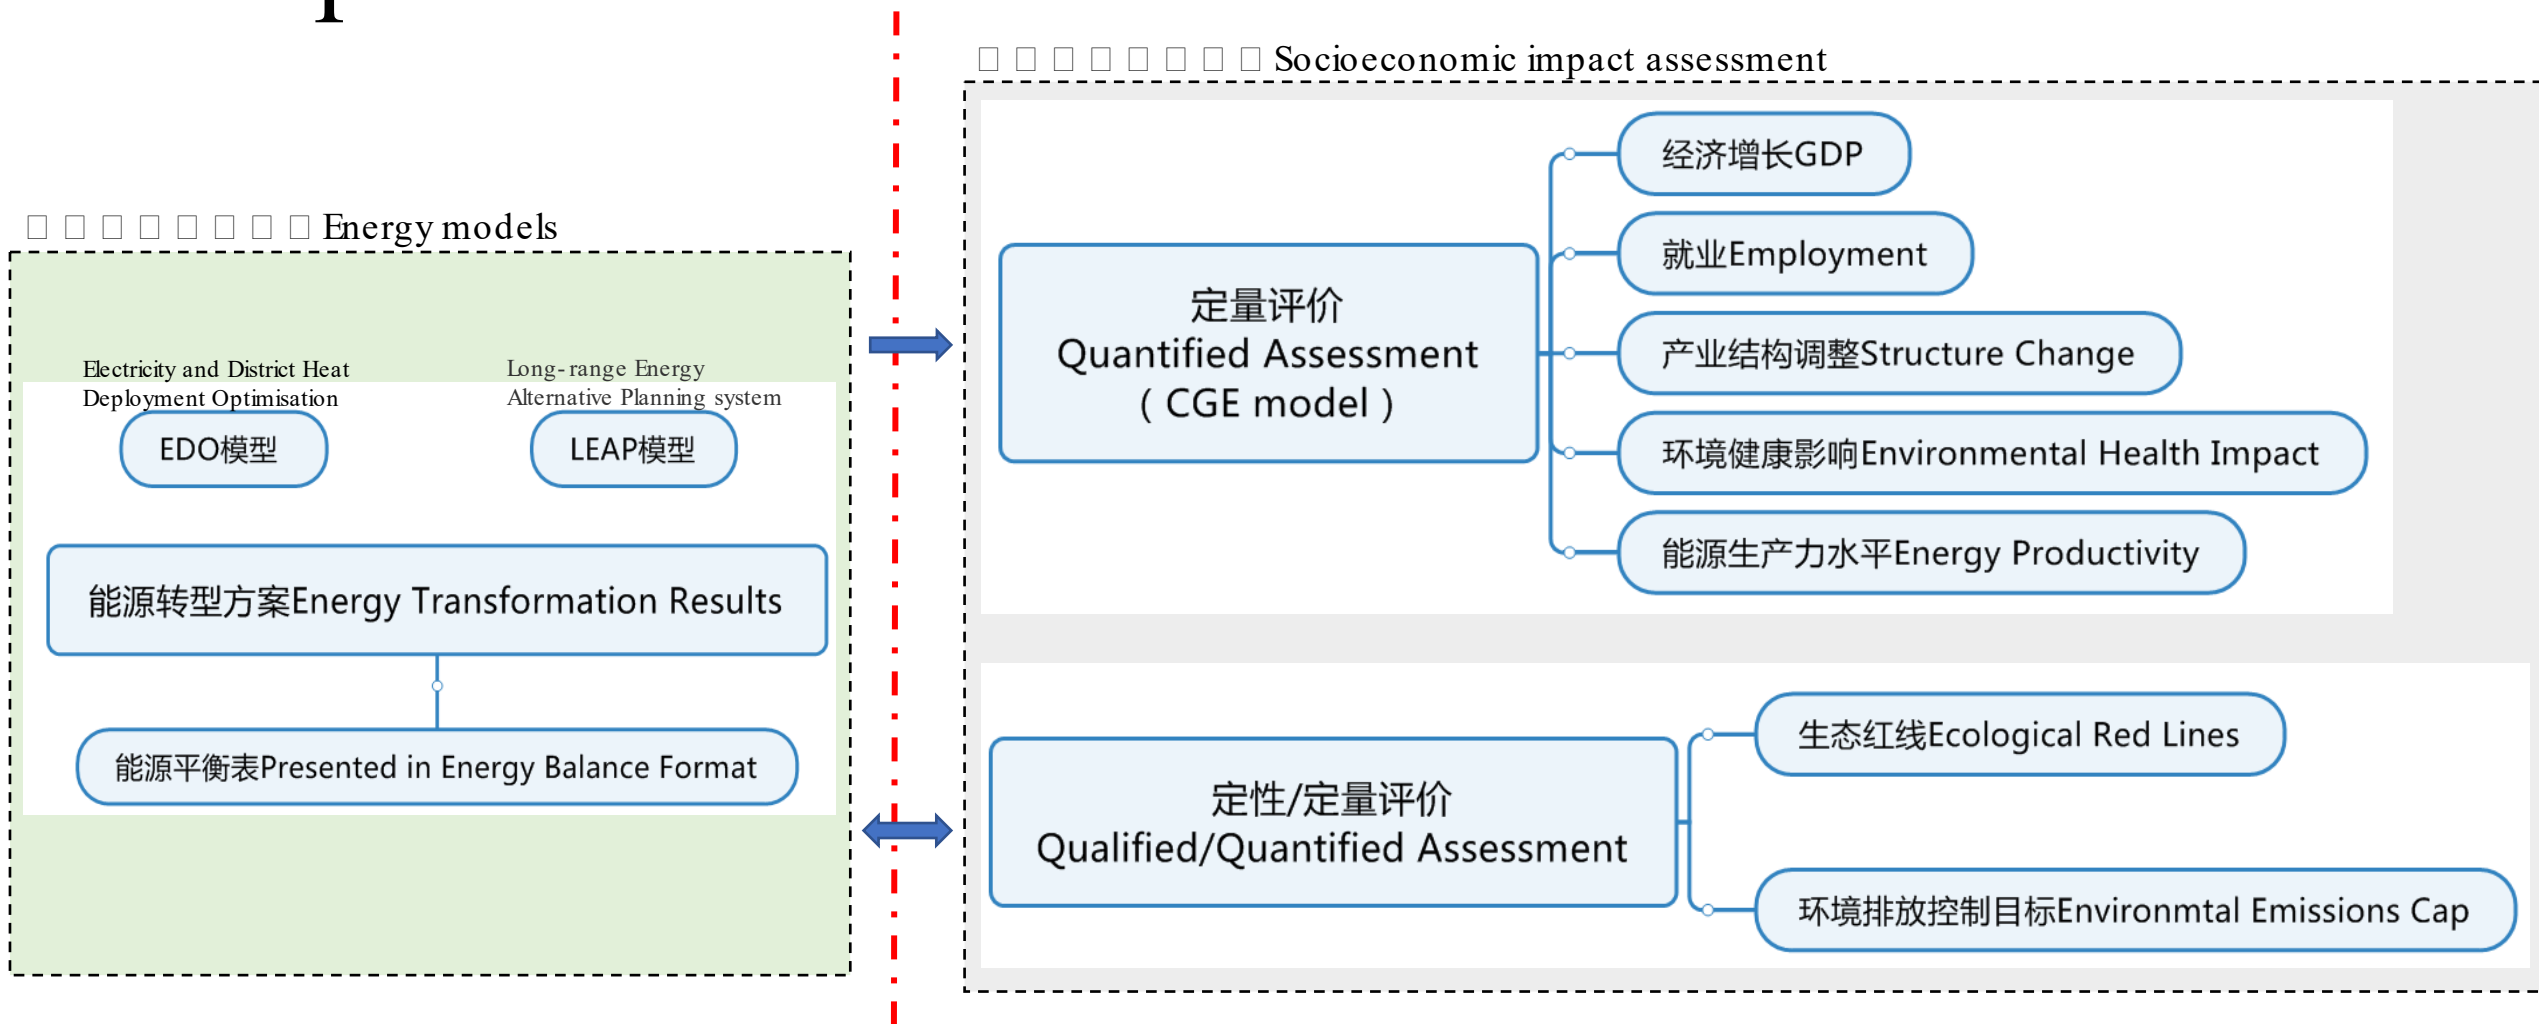 Energy models
Electricity and District Heat
Deployment Optimisation
Long-range Energy
Alternative Planning system
EDO模型
LEAP模型
能源转型方案Energy Transformation Results
能源平衡表Presented in Energy Balance Format
Socioeconomic impact assessment
定量评价
Quantified Assessment
（CGE model）
经济增长GDP
就业Employment
产业结构调整Structure Change
环境健康影响Environmental Health Impact
能源生产力水平Energy Productivity
定性/定量评价
Qualified/Quantified Assessment
生态红线Ecological Red Lines
环境排放控制目标Environmtal Emissions Cap